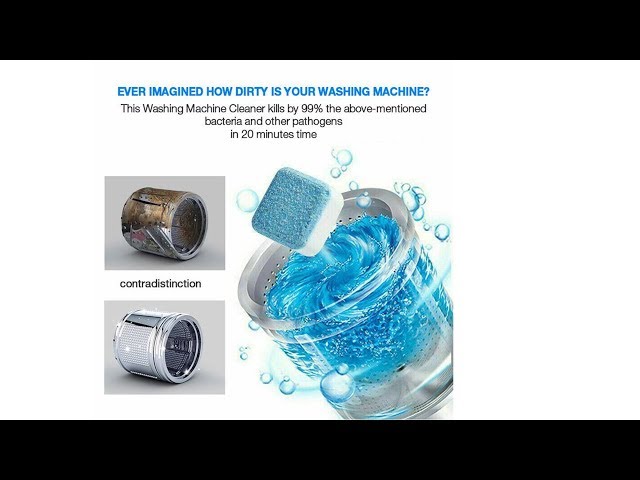 EVER IMAGINED HOW DIRTY IS YOUR WASHING MACHINE?
This Washing Machine Cleaner kills by 99% the above-mentioned
bacteria and other pathogens
in 20 minutes time
contradistinction